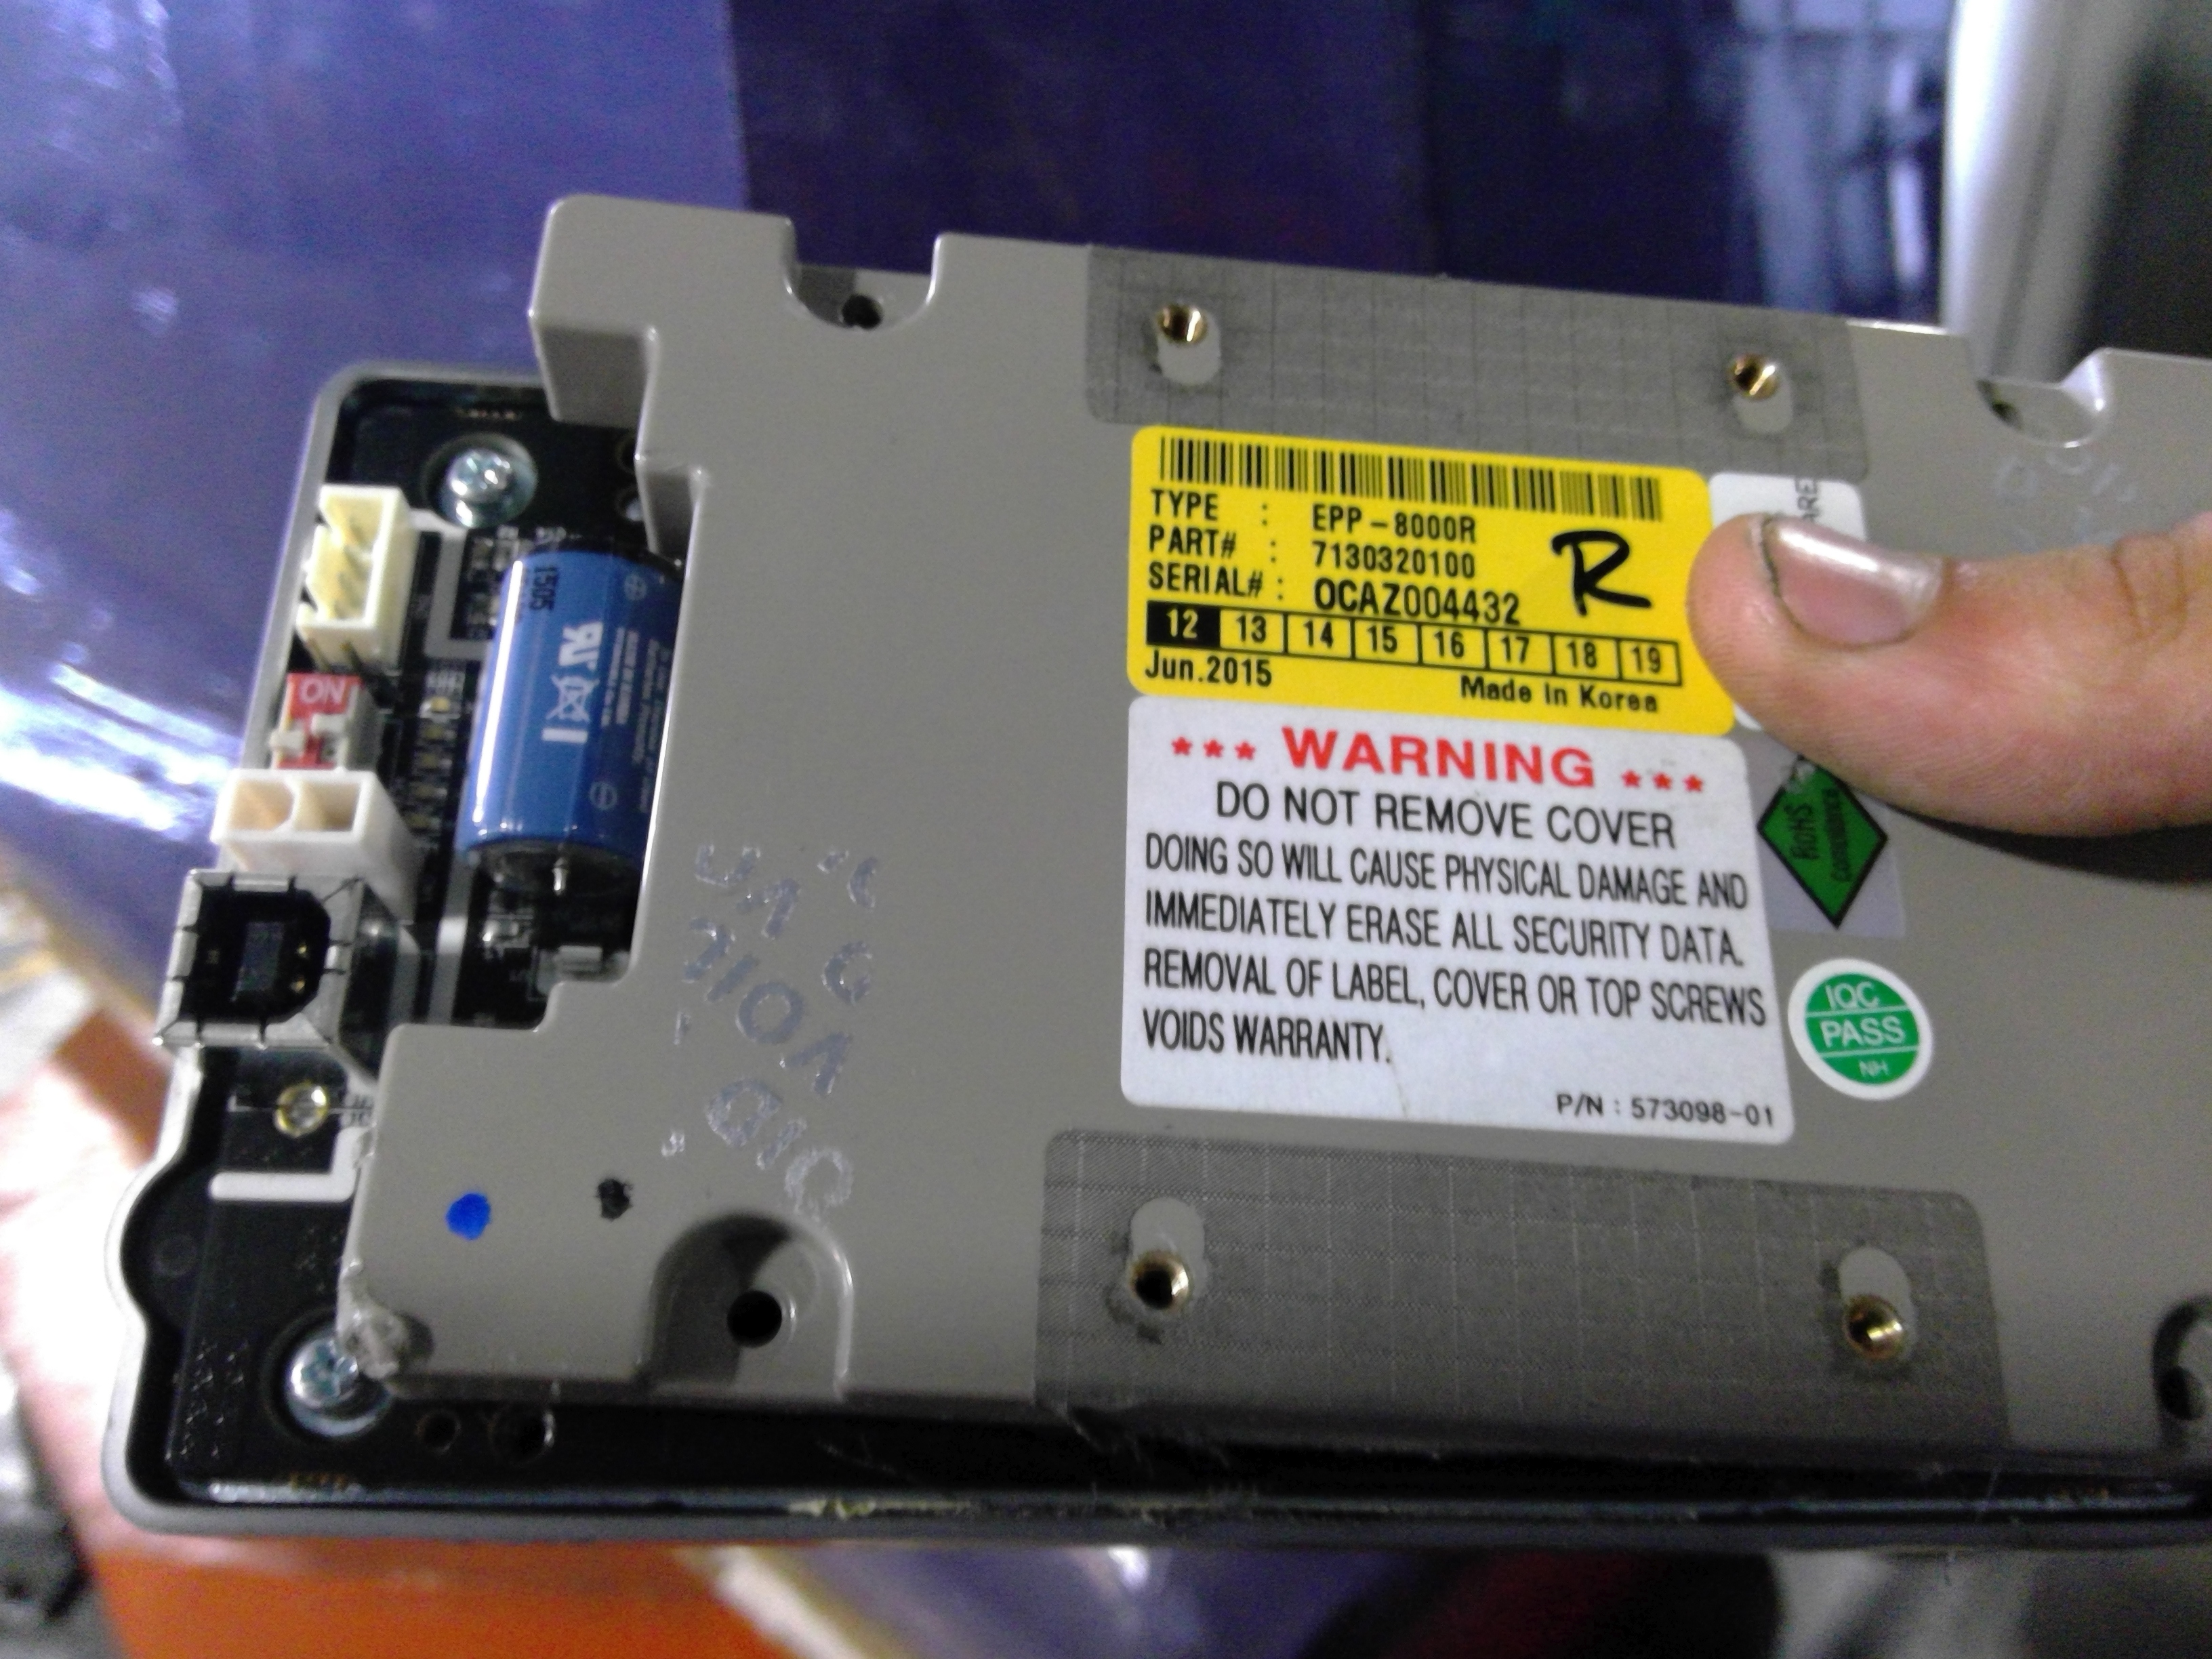 TYPE : EPP-8000R
PART# : 7130320100
SERIAL# : OCAZ004432
R
12 13 14 15 16 17 18 19
Jun.2015 Made In Korea
*** WARNING ***
DO NOT REMOVE COVER
DOING SO WILL CAUSE PHYSICAL DAMAGE AND
IMMEDIATELY ERASE ALL SECURITY DATA.
REMOVAL OF LABEL, COVER OR TOP SCREWS
VOIDS WARRANTY.
P/N : 573098-01
RoHS
IQC
PASS
NH
ON
1505
VOID